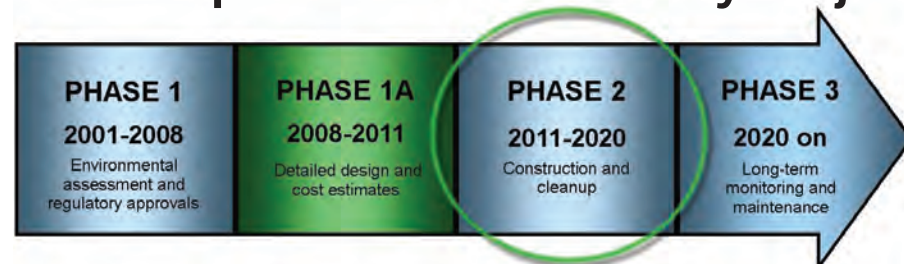 PHASE 1
2001-2008
Environmental
assessment and
regulatory approvals
PHASE 1A
2008-2011
Detailed design and
cost estimates
PHASE 2
2011-2020
Construction and
cleanup
PHASE 3
2020 on
Long-term
monitoring and
maintenance